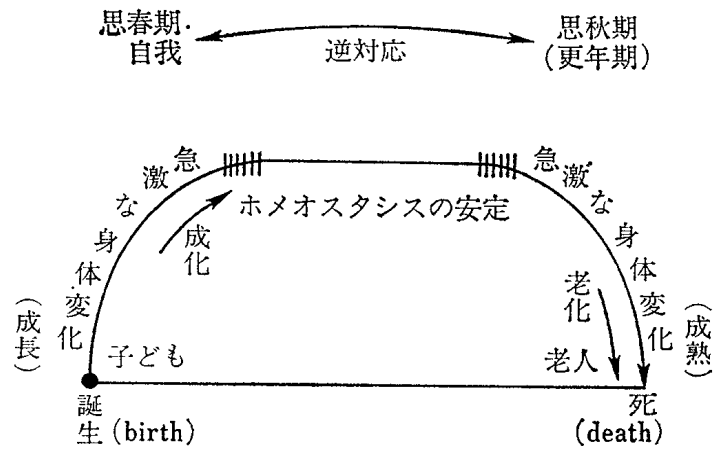 思春期・
自我
逆対応
思秋期
(更年期)
急激な身体変化
急激な身体変化
ホメオスタシスの安定
成化
老化
(成長)
(成熟)
子ども
老人
誕生 (birth)
死
(death)